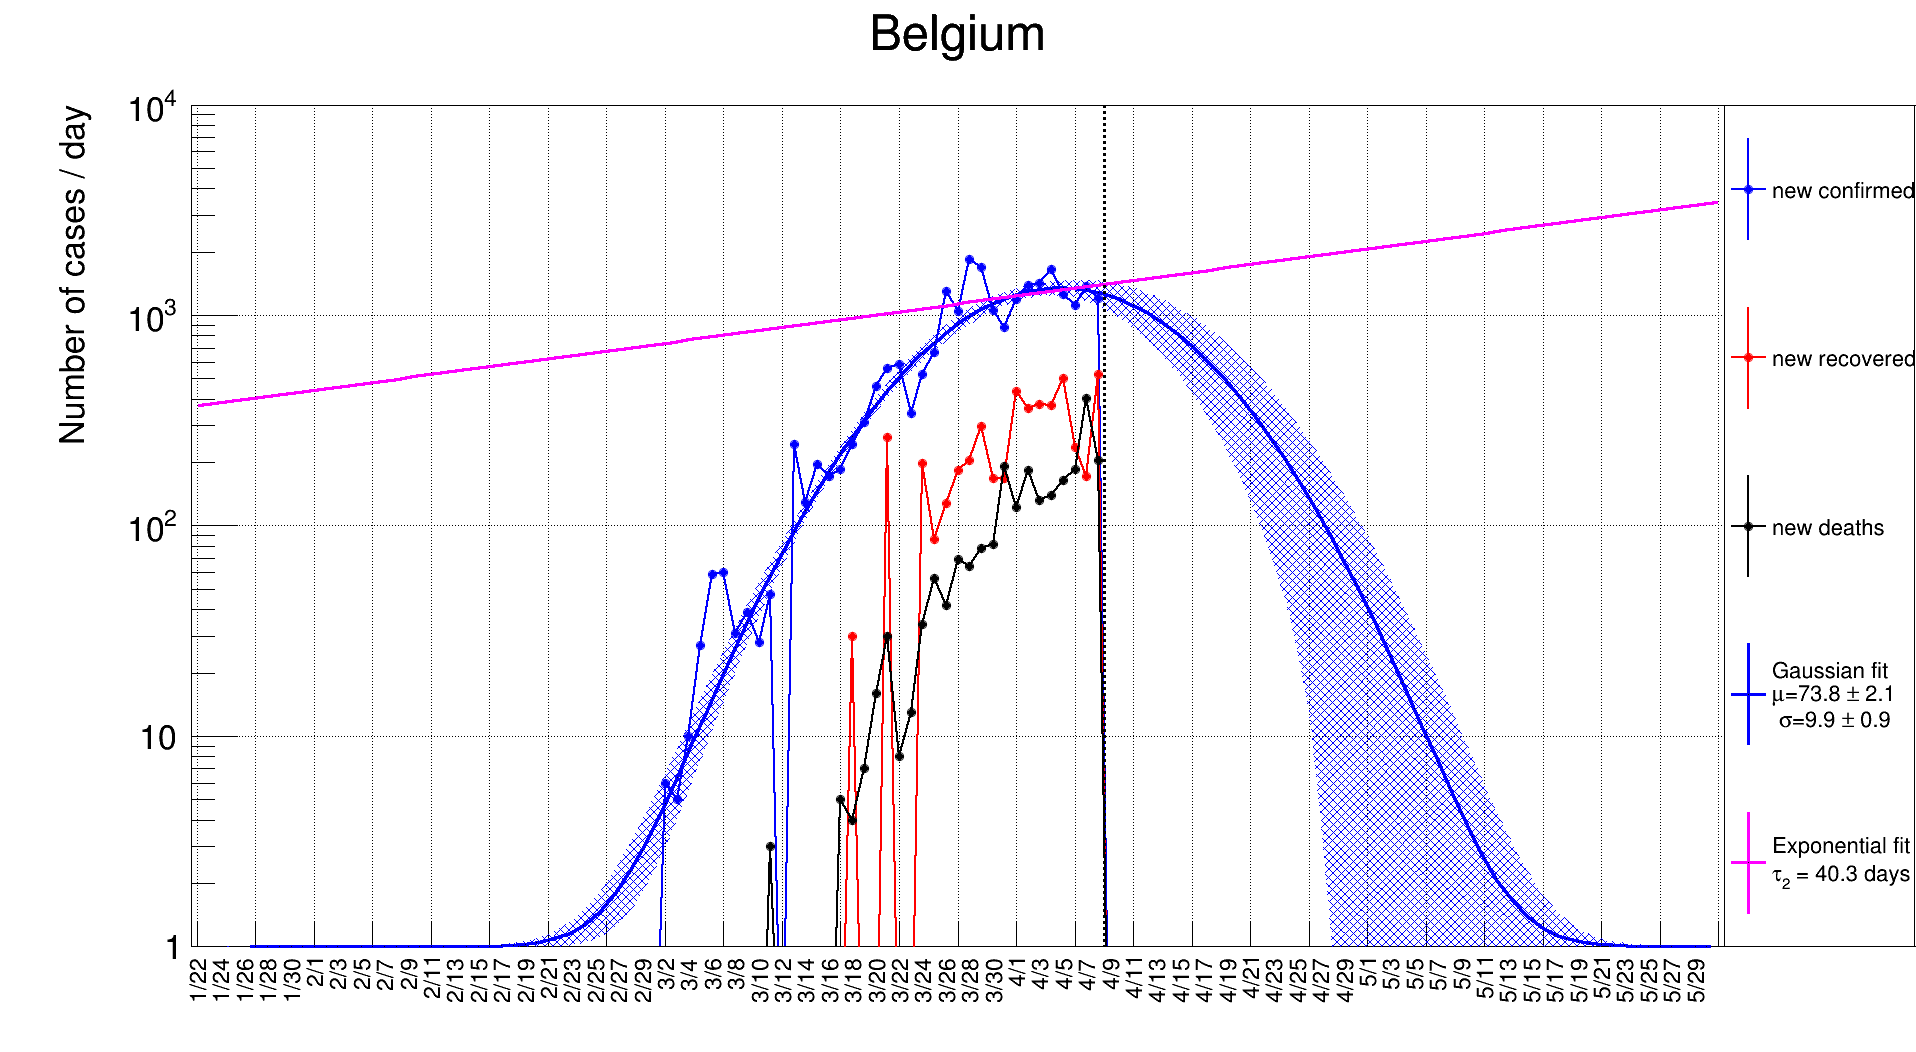 Belgium
Number of cases / day
10⁴
10³
10²
10
1
1/22 1/24 1/26 1/28 1/30 2/1 2/3 2/5 2/7 2/9 2/11 2/13 2/15 2/17 2/19 2/21 2/23 2/25 2/27 2/29 3/2 3/4 3/6 3/8 3/10 3/12 3/14 3/16 3/18 3/20 3/22 3/24 3/26 3/28 3/30 4/1 4/3 4/5 4/7 4/9 4/11 4/13 4/15 4/17 4/19 4/21 4/23 4/25 4/27 4/29 5/1 5/3 5/5 5/7 5/9 5/11 5/13 5/15 5/17 5/19 5/21 5/23 5/25 5/27 5/29
new confirmed
new recovered
new deaths
Gaussian fit
μ=73.8 ± 2.1
σ=9.9 ± 0.9
Exponential fit
τ₂ = 40.3 days